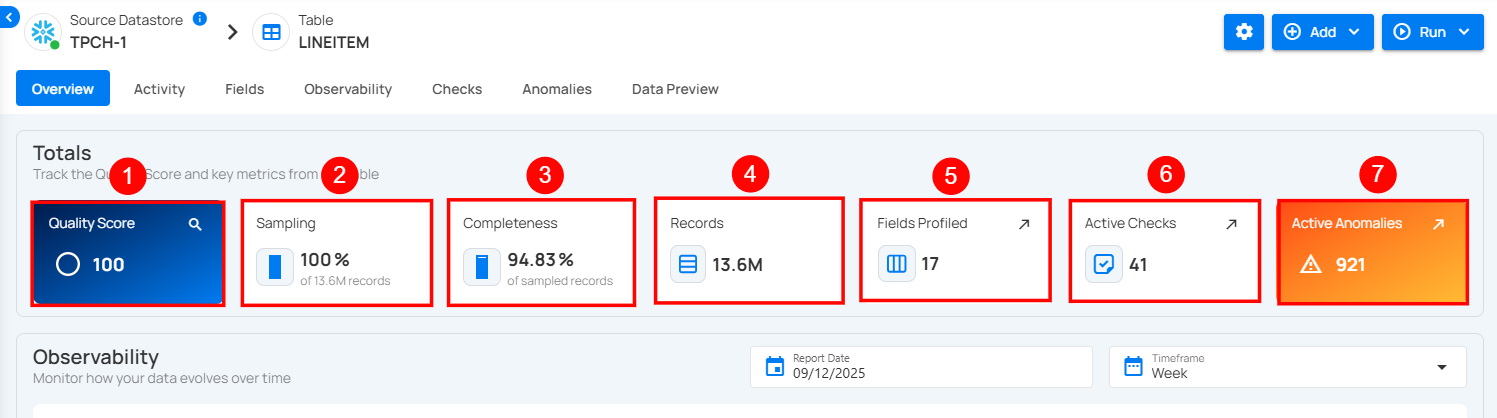 Source Datastore
TPCH-1
Table
LINEITEM
Add
Run
Overview
Activity
Fields
Observability
Checks
Anomalies
Data Preview
Totals
Track the Q Score and key metrics from ble
1
2
3
4
5
6
7
Quality Score
100
Sampling
100 %
of 13.6M records
Completeness
94.83 %
of sampled records
Records
13.6M
Fields Profiled
17
Active Checks
41
Active Anomalies
921
Observability
Monitor how your data evolves over time
Report Date
09/12/2025
Timeframe
Week